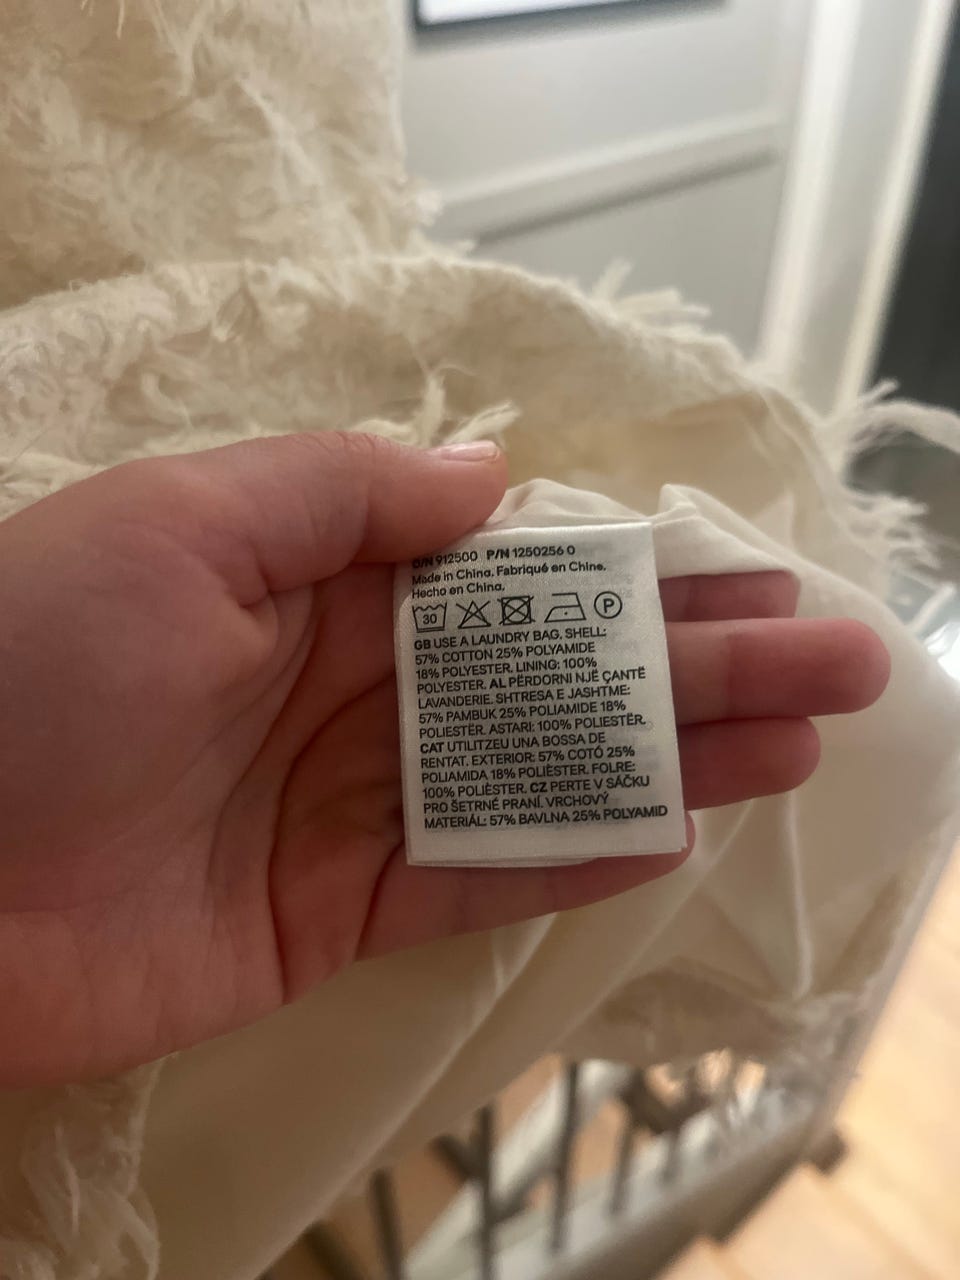 O/N 912500 P/N 1250256 0
Made in China. Fabriqué en Chine.
Hecho en China.
30 P
GB USE A LAUNDRY BAG. SHELL:
57% COTTON 25% POLYAMIDE
18% POLYESTER. LINING: 100%
POLYESTER. AL PËRDORNI NJË ÇANTË
LAVANDERIE. SHTRESA E JASHTME:
57% PAMBUK 25% POLIAMIDE 18%
POLIESTËR. ASTARI: 100% POLIESTËR.
CAT UTILITZEU UNA BOSSA DE
RENTAT. EXTERIOR: 57% COTÓ 25%
POLIAMIDA 18% POLIÈSTER. FOLRE:
100% POLIÈSTER. CZ PERTE V SÁČKU
PRO ŠETRNÉ PRANÍ. VRCHOVÝ
MATERIÁL: 57% BAVLNA 25% POLYAMID